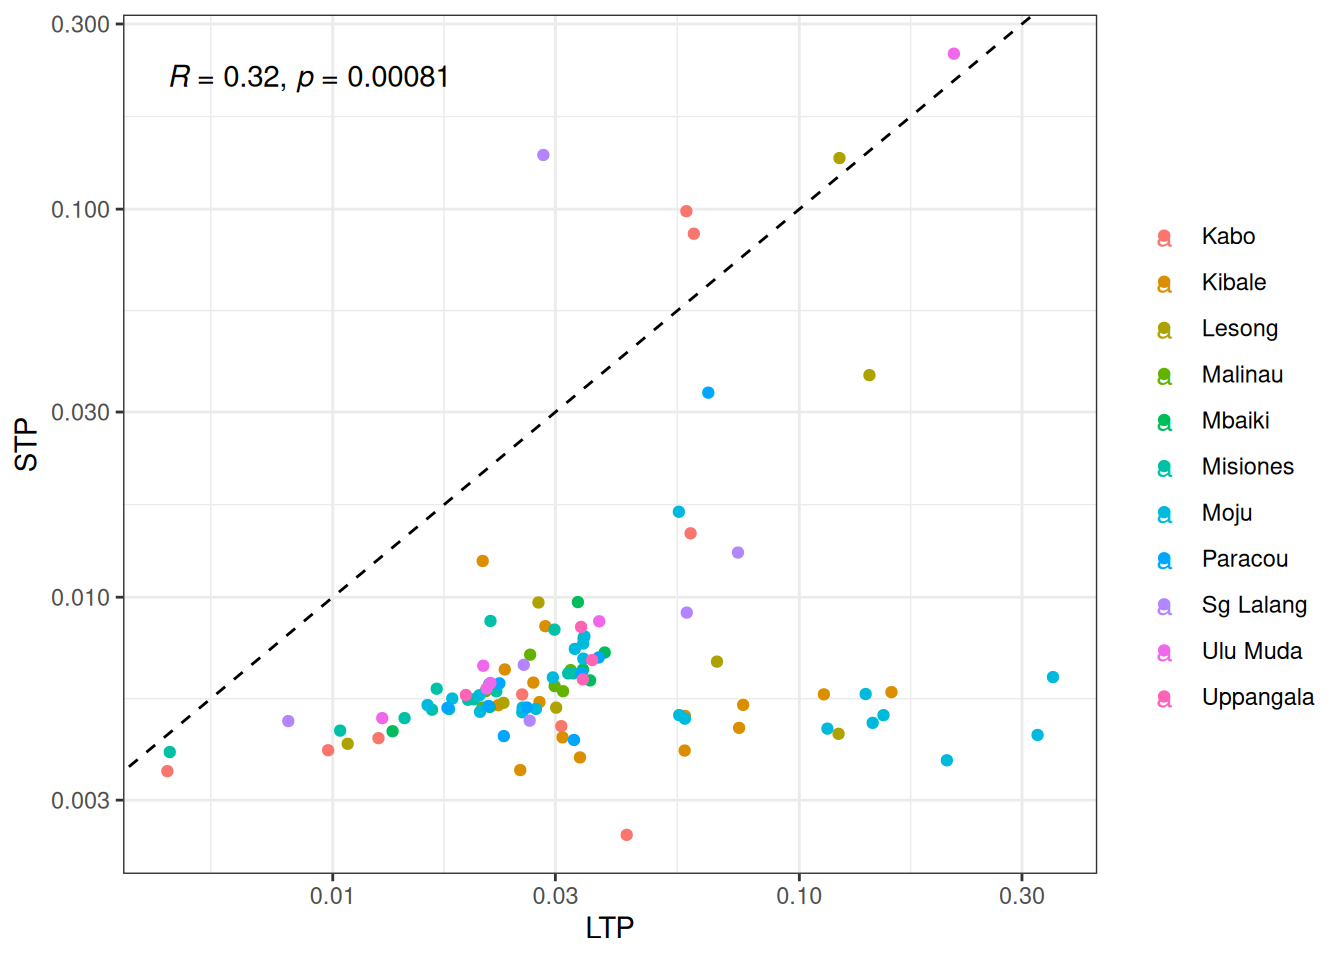 0.300
R = 0.32, p = 0.00081
0.100
0.030
0.010
0.003
STP
0.01
0.03
0.10
0.30
LTP
a Kabo
a Kibale
a Lesong
a Malinau
a Mbaiki
a Misiones
a Moju
a Paracou
a Sg Lalang
a Ulu Muda
a Uppangala